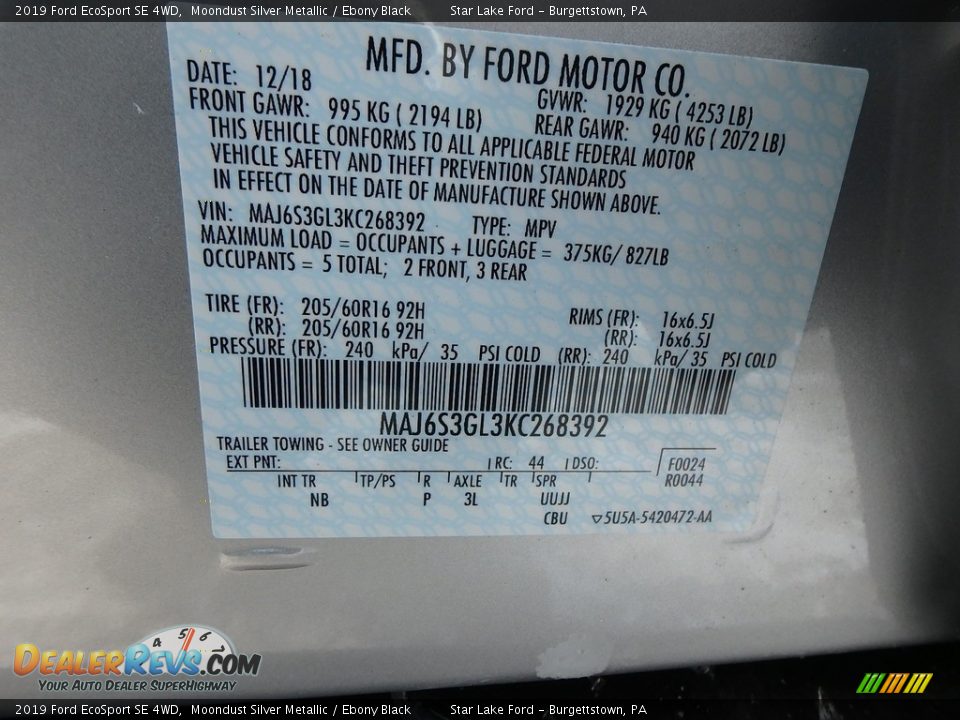 2019 Ford EcoSport SE 4WD, Moondust Silver Metallic / Ebony Black Star Lake Ford - Burgettstown, PA
MFD. BY FORD MOTOR CO.
DATE: 12/18 GVWR: 1929 KG ( 4253 LB)
FRONT GAWR: 995 KG ( 2194 LB) REAR GAWR: 940 KG ( 2072 LB)
THIS VEHICLE CONFORMS TO ALL APPLICABLE FEDERAL MOTOR
VEHICLE SAFETY AND THEFT PREVENTION STANDARDS
IN EFFECT ON THE DATE OF MANUFACTURE SHOWN ABOVE.
VIN: MAJ6S3GL3KC268392 TYPE: MPV
MAXIMUM LOAD = OCCUPANTS + LUGGAGE = 375KG/ 827LB
OCCUPANTS = 5 TOTAL; 2 FRONT, 3 REAR
TIRE (FR): 205/60R16 92H RIMS (FR): 16x6.5J
(RR): 205/60R16 92H (RR): 16x6.5J
PRESSURE (FR): 240 kPa/ 35 PSI COLD (RR): 240 kPa/ 35 PSI COLD
MAJ6S3GL3KC268392
TRAILER TOWING - SEE OWNER GUIDE
EXT PNT: RC: 44 DSO: F0024
INT TR TP/PS R AXLE TR SPR R0044
NB P 3L UUJJ
CBU ▽5U5A-5420472-AA
4 5 6
DEALERREVS.COM
YOUR AUTO DEALER SUPERHIGHWAY
2019 Ford EcoSport SE 4WD, Moondust Silver Metallic / Ebony Black Star Lake Ford - Burgettstown, PA